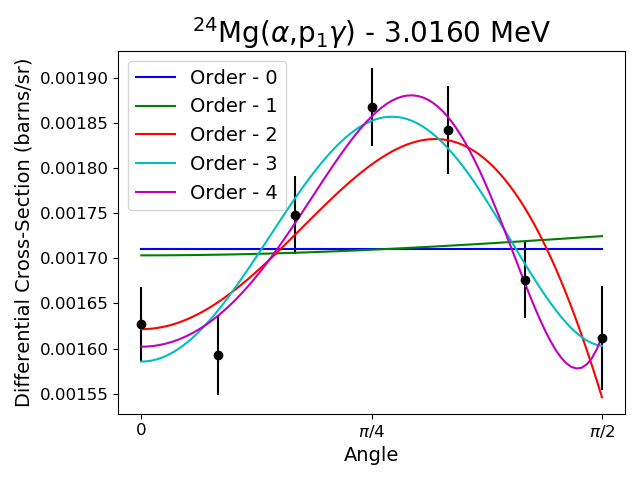 ²⁴Mg(α,p₁γ) - 3.0160 MeV
Order - 0
Order - 1
Order - 2
Order - 3
Order - 4
Differential Cross-Section (barns/sr)
0.00190
0.00185
0.00180
0.00175
0.00170
0.00165
0.00160
0.00155
0 π/4 π/2
Angle